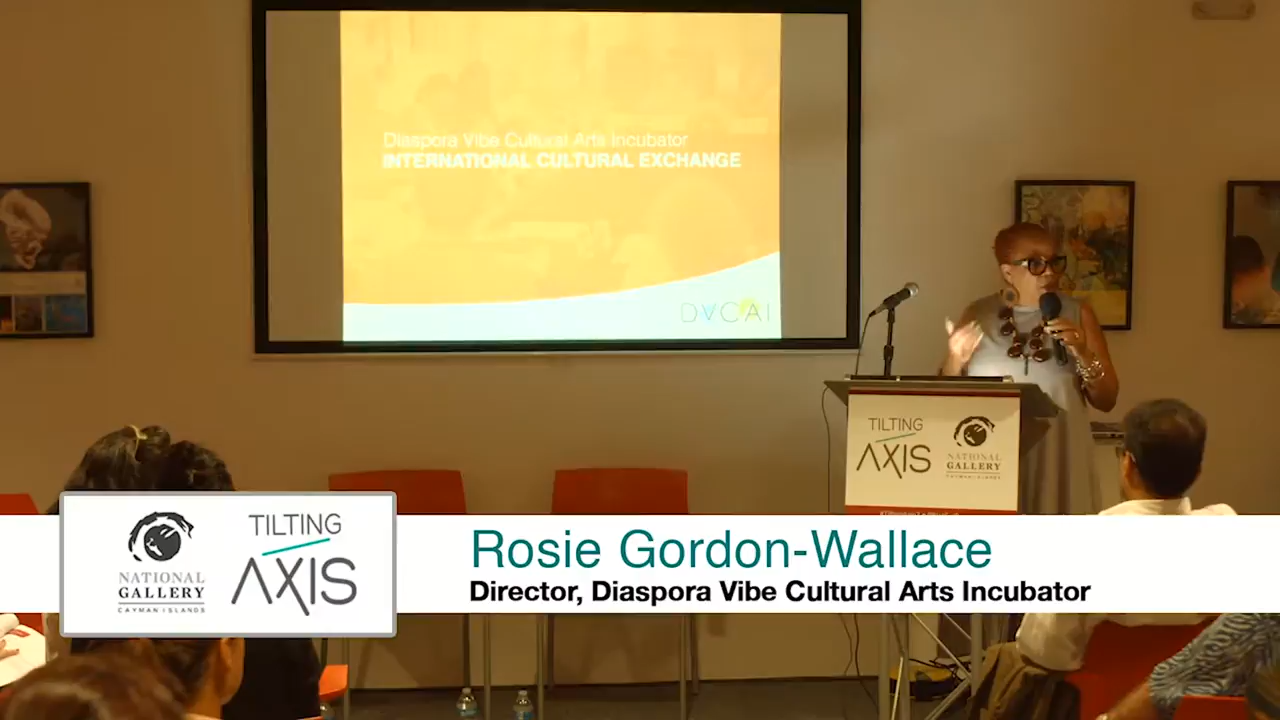 Diaspora Vibe Cultural Arts Incubator
INTERNATIONAL CULTURAL EXCHANGE
DVCAI
TILTING
AXIS
NATIONAL
GALLERY
CAYMAN ISLANDS
NATIONAL
GALLERY
CAYMAN ISLANDS
TILTING
AXIS
Rosie Gordon-Wallace
Director, Diaspora Vibe Cultural Arts Incubator